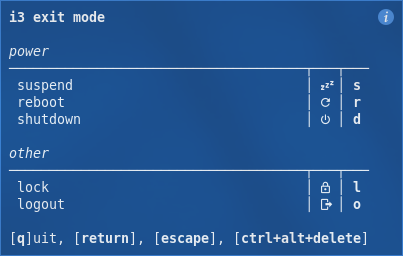 i3 exit mode
power
suspend zzz s
reboot r
shutdown d
other
lock l
logout o
[q]uit, [return], [escape], [ctrl+alt+delete]